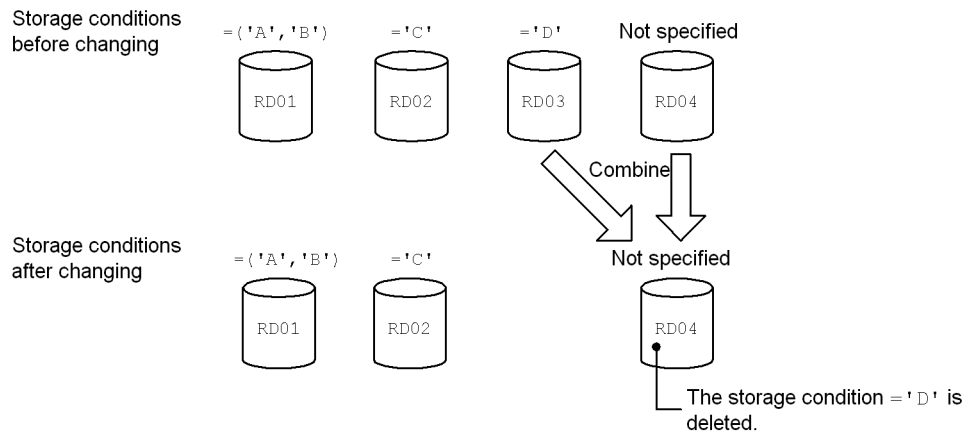 Storage conditions
before changing
=('A','B') ='C' ='D' Not specified
RD01 RD02 RD03 RD04
Combine
Storage conditions
after changing
=('A','B') ='C' Not specified
RD01 RD02 RD04
The storage condition ='D' is
deleted.